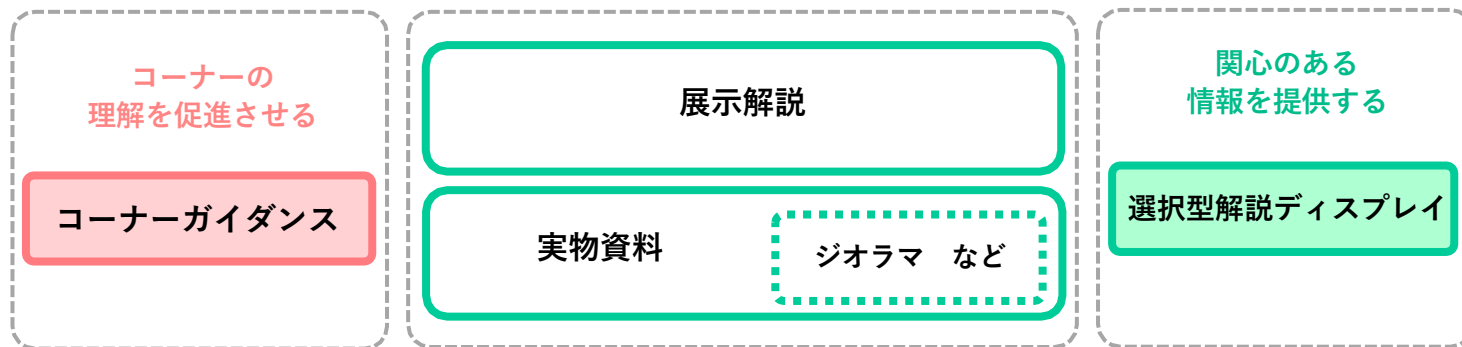 コーナーの
理解を促進させる
コーナーガイダンス
展示解説
実物資料
ジオラマ　など
関心のある
情報を提供する
選択型解説ディスプレイ